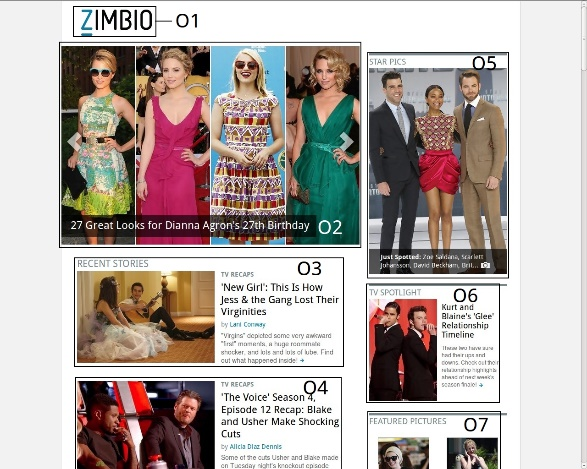 ZIMBIO
O1
27 Great Looks for Dianna Agron's 27th Birthday
O2
STAR PICS
O5
Just Spotted: Zoe Saldana, Scarlett
Johansson, David Beckham, Brit...
RECENT STORIES
O3
TV RECAPS
'New Girl': This Is How
Jess & the Gang Lost Their
Virginities
by Lani Conway
"Virgins" depicted some very awkward
"first" moments, a huge roommate
shocker, and lots and lots of lube. Find
out what happened inside!
TV SPOTLIGHT
O6
Kurt and
Blaine's 'Glee'
Relationship
Timeline
These two have sure
had their ups and
downs. Check out their
relationship highlights
ahead of next week's
season finale!
TV RECAPS
O4
'The Voice' Season 4,
Episode 12 Recap: Blake
and Usher Make Shocking
Cuts
by Alicia Diaz Dennis
Some of the cuts Usher and Blake made
on Tuesday night's knockout episode
FEATURED PICTURES
O7